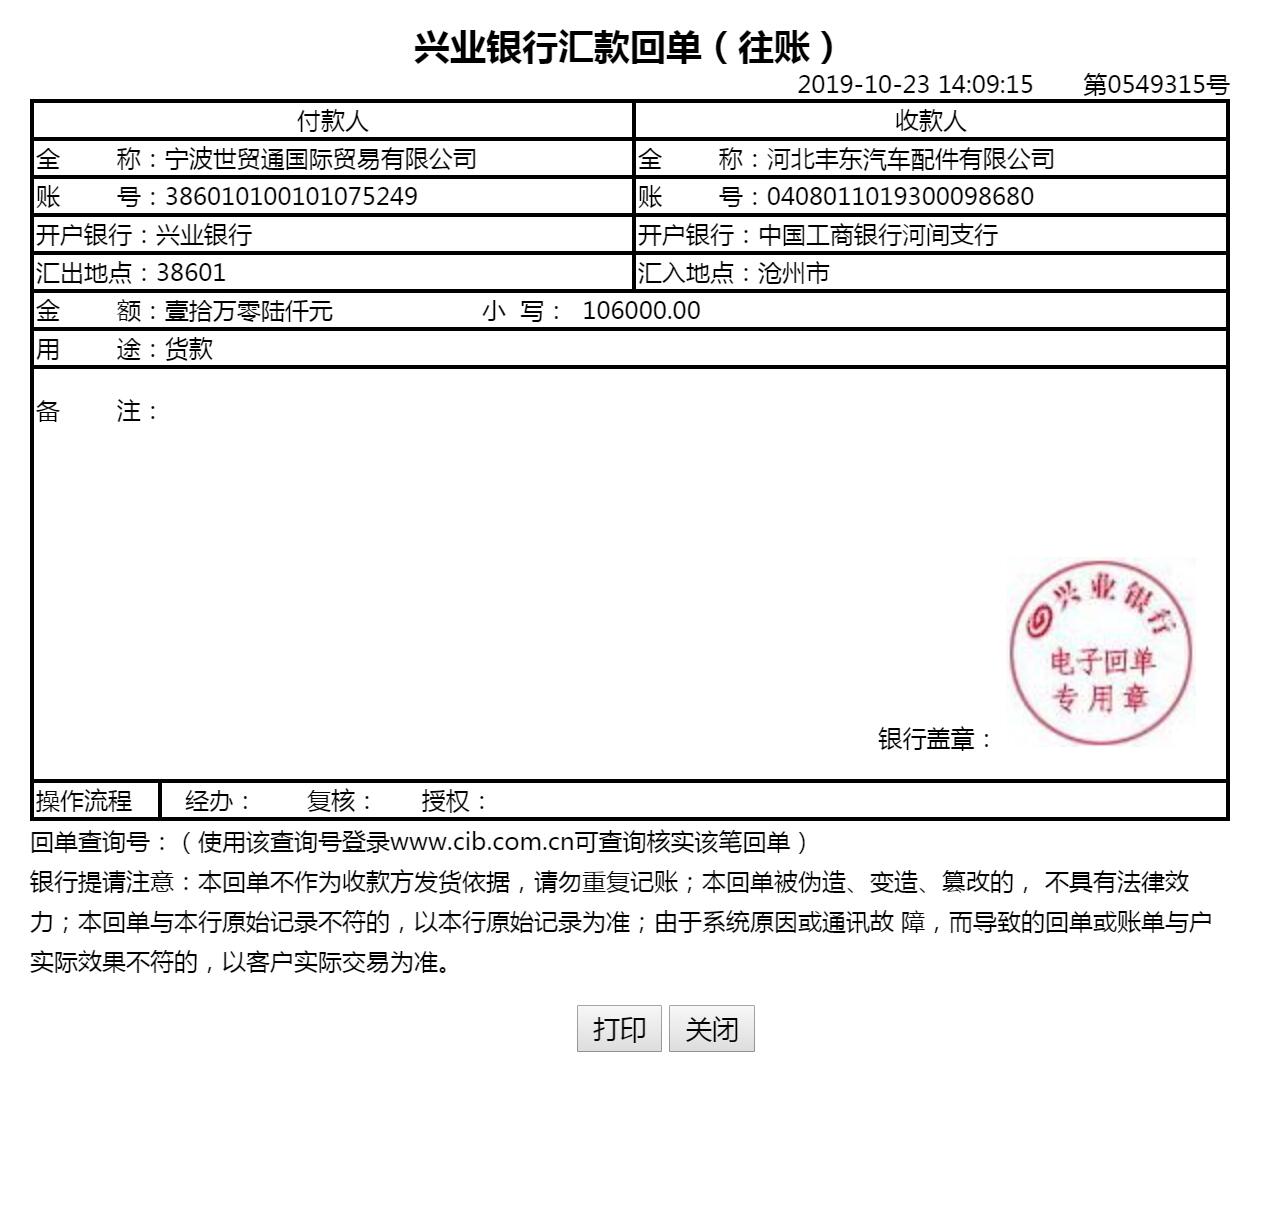 兴业银行汇款回单（往账）
2019-10-23 14:09:15 第0549315号
付款人 收款人
全 称：宁波世贸通国际贸易有限公司 全 称：河北丰东汽车配件有限公司
账 号：386010100101075249 账 号：0408011019300098680
开户银行：兴业银行 开户银行：中国工商银行河间支行
汇出地点：38601 汇入地点：沧州市
金 额：壹拾万零陆仟元 小 写： 106000.00
用 途：货款
备 注：
兴业银行
电子回单
专用章
银行盖章：
操作流程 经办： 复核： 授权：
回单查询号：（使用该查询号登录www.cib.com.cn可查询核实该笔回单）
银行提请注意：本回单不作为收款方发货依据，请勿重复记账；本回单被伪造、变造、篡改的， 不具有法律效
力；本回单与本行原始记录不符的，以本行原始记录为准；由于系统原因或通讯故 障，而导致的回单或账单与户
实际效果不符的，以客户实际交易为准。
打印 关闭